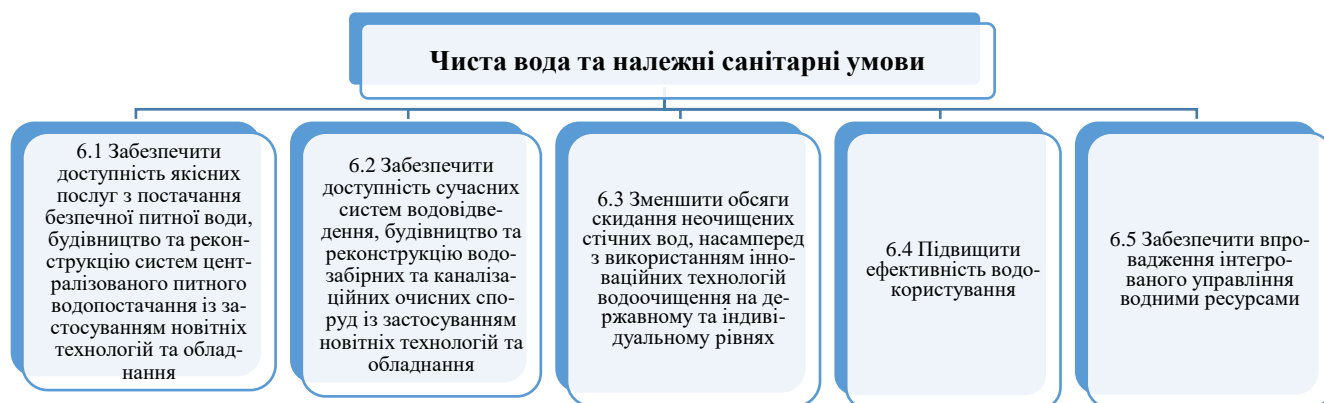 Чиста вода та належні санітарні умови
6.1 Забезпечити
доступність якісних
послуг з постачання
безпечної питної води,
будівництво та рекон-
струкцію систем цент-
ралізованого питного
водопостачання із за-
стосуванням новітніх
технологій та облад-
нання
6.2 Забезпечити
доступність сучасних
систем водовідве-
дення, будівництво та
реконструкцію водо-
забірних та каналіза-
ційних очисних спо-
руд із застосуванням
новітніх технологій та
обладнання
6.3 Зменшити обсяги
скидання неочищених
стічних вод, насамперед
з використанням інно-
ваційних технологій
водоочищення на де-
ржавному та індиві-
дуальному рівнях
6.4 Підвищити
ефективність водо-
користування
6.5 Забезпечити впро-
вадження інтегро-
ваного управління
водними ресурсами